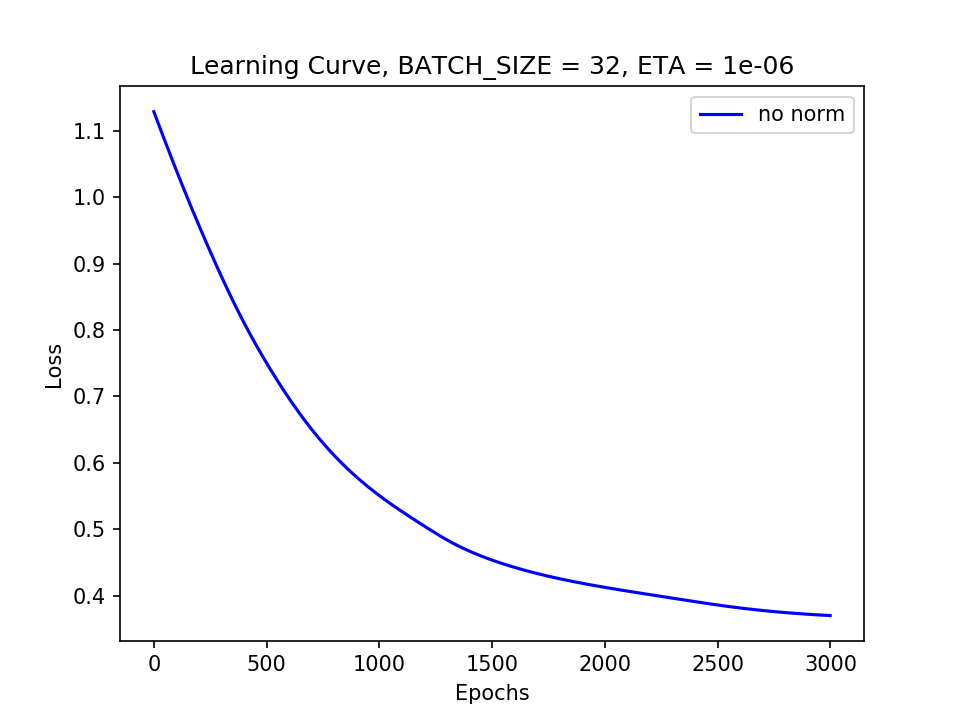 Learning Curve, BATCH_SIZE = 32, ETA = 1e-06
no norm
1.1
1.0
0.9
0.8
0.7
0.6
0.5
0.4
Loss
0 500 1000 1500 2000 2500 3000
Epochs